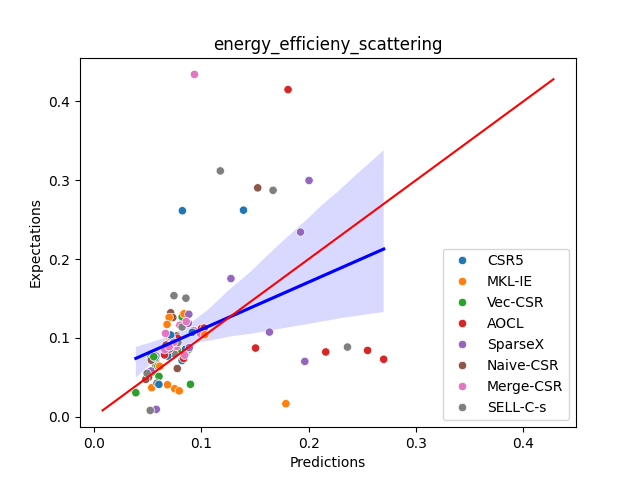 energy_efficieny_scattering
Expectations
0.4
0.3
0.2
0.1
0.0
0.0 0.1 0.2 0.3 0.4
Predictions
CSR5
MKL-IE
Vec-CSR
AOCL
SparseX
Naive-CSR
Merge-CSR
SELL-C-s